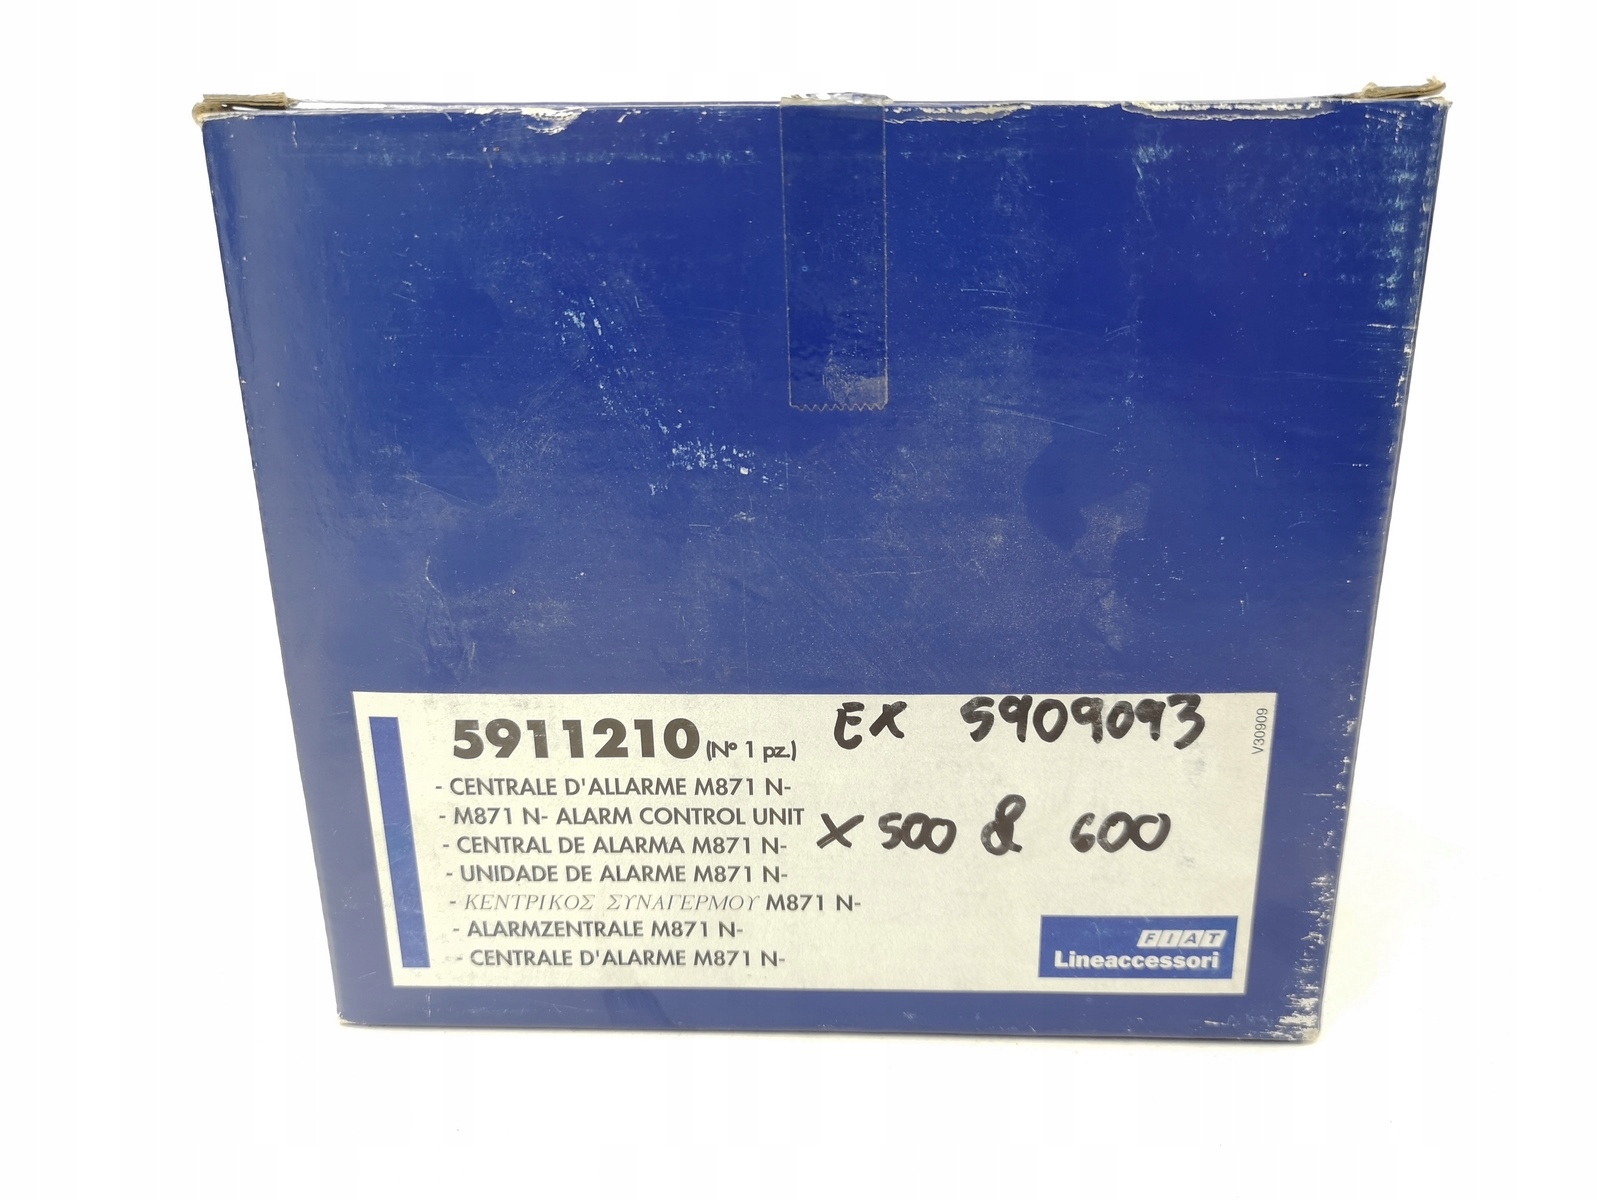 5911210 (Nº 1 pz.)
EX 5909093
- CENTRALE D'ALLARME M871 N-
- M871 N- ALARM CONTROL UNIT
X 500 & 600
- CENTRAL DE ALARMA M871 N-
- UNIDADE DE ALARME M871 N-
- ΚΕΝΤΡΙΚΟΣ ΣΥΝΑΓΕΡΜΟΥ M871 N-
- ALARMZENTRALE M871 N-
- CENTRALE D'ALARME M871 N-
V30909
FIAT
Lineaccessori